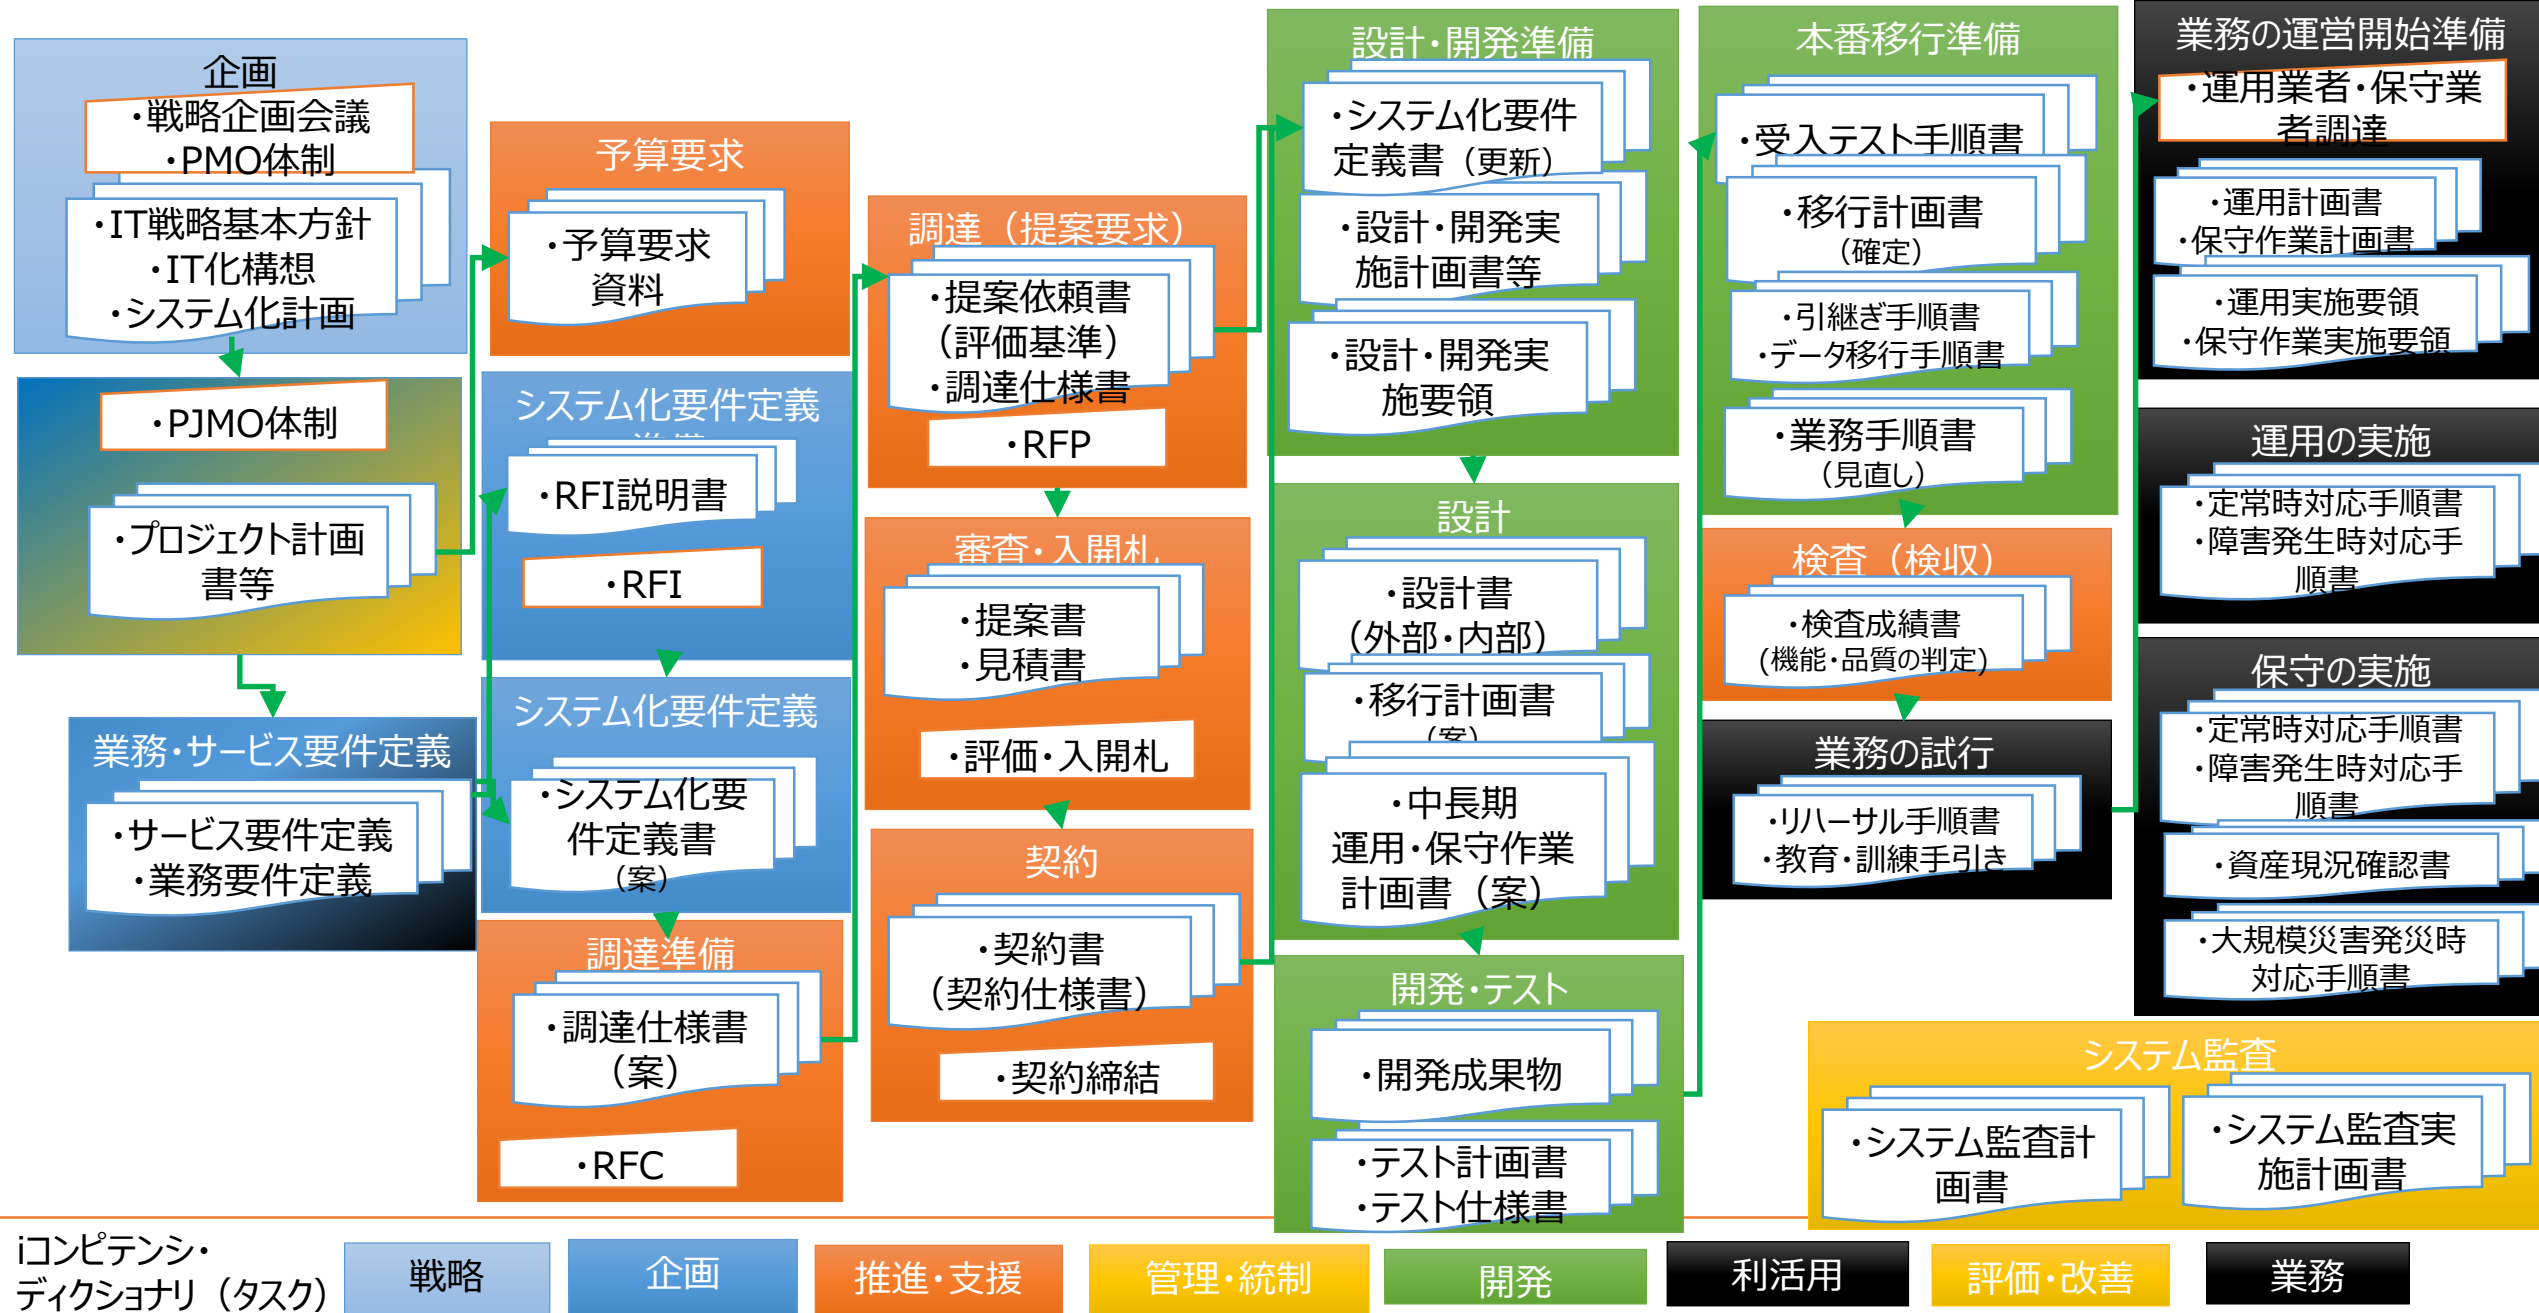 企画
・戦略企画会議
・PMO体制
・IT戦略基本方針
・IT化構想
・システム化計画
・PJMO体制
・プロジェクト計画
書等
業務・サービス要件定義
・サービス要件定義
・業務要件定義
予算要求
・予算要求
資料
システム化要件定義
準備
・RFI説明書
・RFI
システム化要件定義
・システム化要
件定義書
（案）
調達準備
・調達仕様書
（案）
・RFC
調達（提案要求）
・提案依頼書
（評価基準）
・調達仕様書
・RFP
審査・入開札
・提案書
・見積書
・評価・入開札
契約
・契約書
（契約仕様書）
・契約締結
設計・開発準備
・システム化要件
定義書（更新）
・設計・開発実
施計画書等
・設計・開発実
施要領
設計
・設計書
（外部・内部）
・移行計画書
（案）
・中長期
運用・保守作業
計画書（案）
開発・テスト
・開発成果物
・テスト計画書
・テスト仕様書
本番移行準備
・受入テスト手順書
・移行計画書
（確定）
・引継ぎ手順書
・データ移行手順書
・業務手順書
（見直し）
検査（検収）
・検査成績書
(機能・品質の判定)
業務の試行
・リハーサル手順書
・教育・訓練手引き
業務の運営開始準備
・運用業者・保守業
者調達
・運用計画書
・保守作業計画書
・運用実施要領
・保守作業実施要領
運用の実施
・定常時対応手順書
・障害発生時対応手
順書
保守の実施
・定常時対応手順書
・障害発生時対応手
順書
・資産現況確認書
・大規模災害発災時
対応手順書
システム監査
・システム監査計
画書
・システム監査実
施計画書
iコンピテンシ・
ディクショナリ（タスク）
戦略
企画
推進・支援
管理・統制
開発
利活用
評価・改善
業務